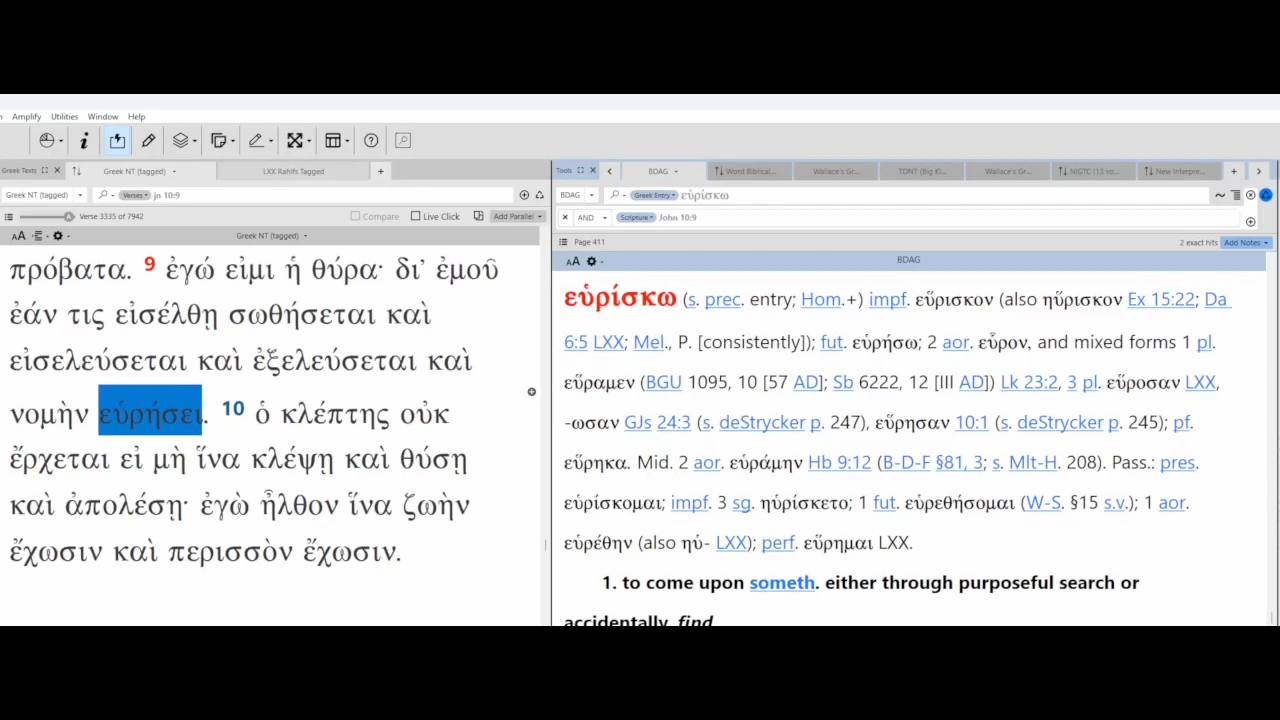 Amplify Utilities Window Help
Greek Texts Greek NT (tagged) LXX Rahlfs Tagged +
Greek NT (tagged) Verses jn 10:9
Verse 3335 of 7942 Compare Live Click Add Parallel
AA Greek NT (tagged)
πρόβατα. 9 ἐγώ εἰμι ἡ θύρα· δι’ ἐμοῦ
ἐάν τις εἰσέλθῃ σωθήσεται καὶ
εἰσελεύσεται καὶ ἐξελεύσεται καὶ
νομὴν εὑρήσει. 10 ὁ κλέπτης οὐκ
ἔρχεται εἰ μὴ ἵνα κλέψῃ καὶ θύσῃ
καὶ ἀπολέσῃ· ἐγὼ ἦλθον ἵνα ζωὴν
ἔχωσιν καὶ περισσὸν ἔχωσιν.
Tools BDAG Word Biblical... Wallace's Gr... TDNT (Big Ki... Wallace's Gr... NIGTC (13 vo... New Interpre... +
BDAG Greek Entry εὑρίσκω
AND Scripture John 10:9
Page 411 2 exact hits Add Notes
AA BDAG
εὑρίσκω (s. prec. entry; Hom.+) impf. εὕρισκον (also ηὕρισκον Ex 15:22; Da
6:5 LXX; Mel., P. [consistently]); fut. εὑρήσω; 2 aor. εὗρον, and mixed forms 1 pl.
εὕραμεν (BGU 1095, 10 [57 AD]; Sb 6222, 12 [III AD]) Lk 23:2, 3 pl. εὕροσαν LXX,
-ωσαν GJs 24:3 (s. deStrycker p. 247), εὕρησαν 10:1 (s. deStrycker p. 245); pf.
εὕρηκα. Mid. 2 aor. εὑράμην Hb 9:12 (B-D-F §81, 3; s. Mlt-H. 208). Pass.: pres.
εὑρίσκομαι; impf. 3 sg. ηὑρίσκετο; 1 fut. εὑρεθήσομαι (W-S. §15 s.v.); 1 aor.
εὑρέθην (also ηὑ- LXX); perf. εὕρημαι LXX.
1. to come upon someth. either through purposeful search or
accidentally, find